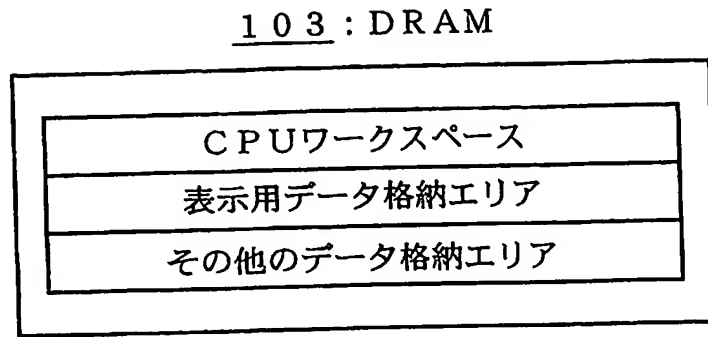 １０３：ＤＲＡＭ
ＣＰＵワークスペース
表示用データ格納エリア
その他のデータ格納エリア